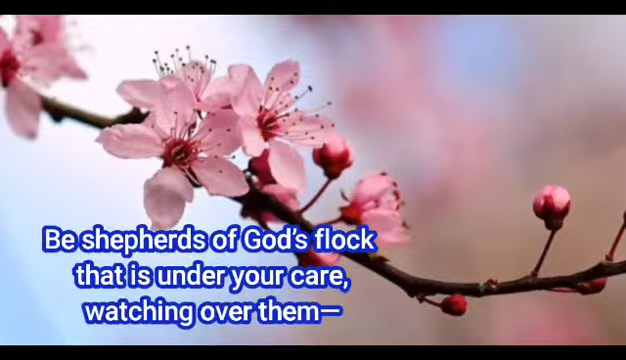 Be shepherds of God's flock
that is under your care,
watching over them—